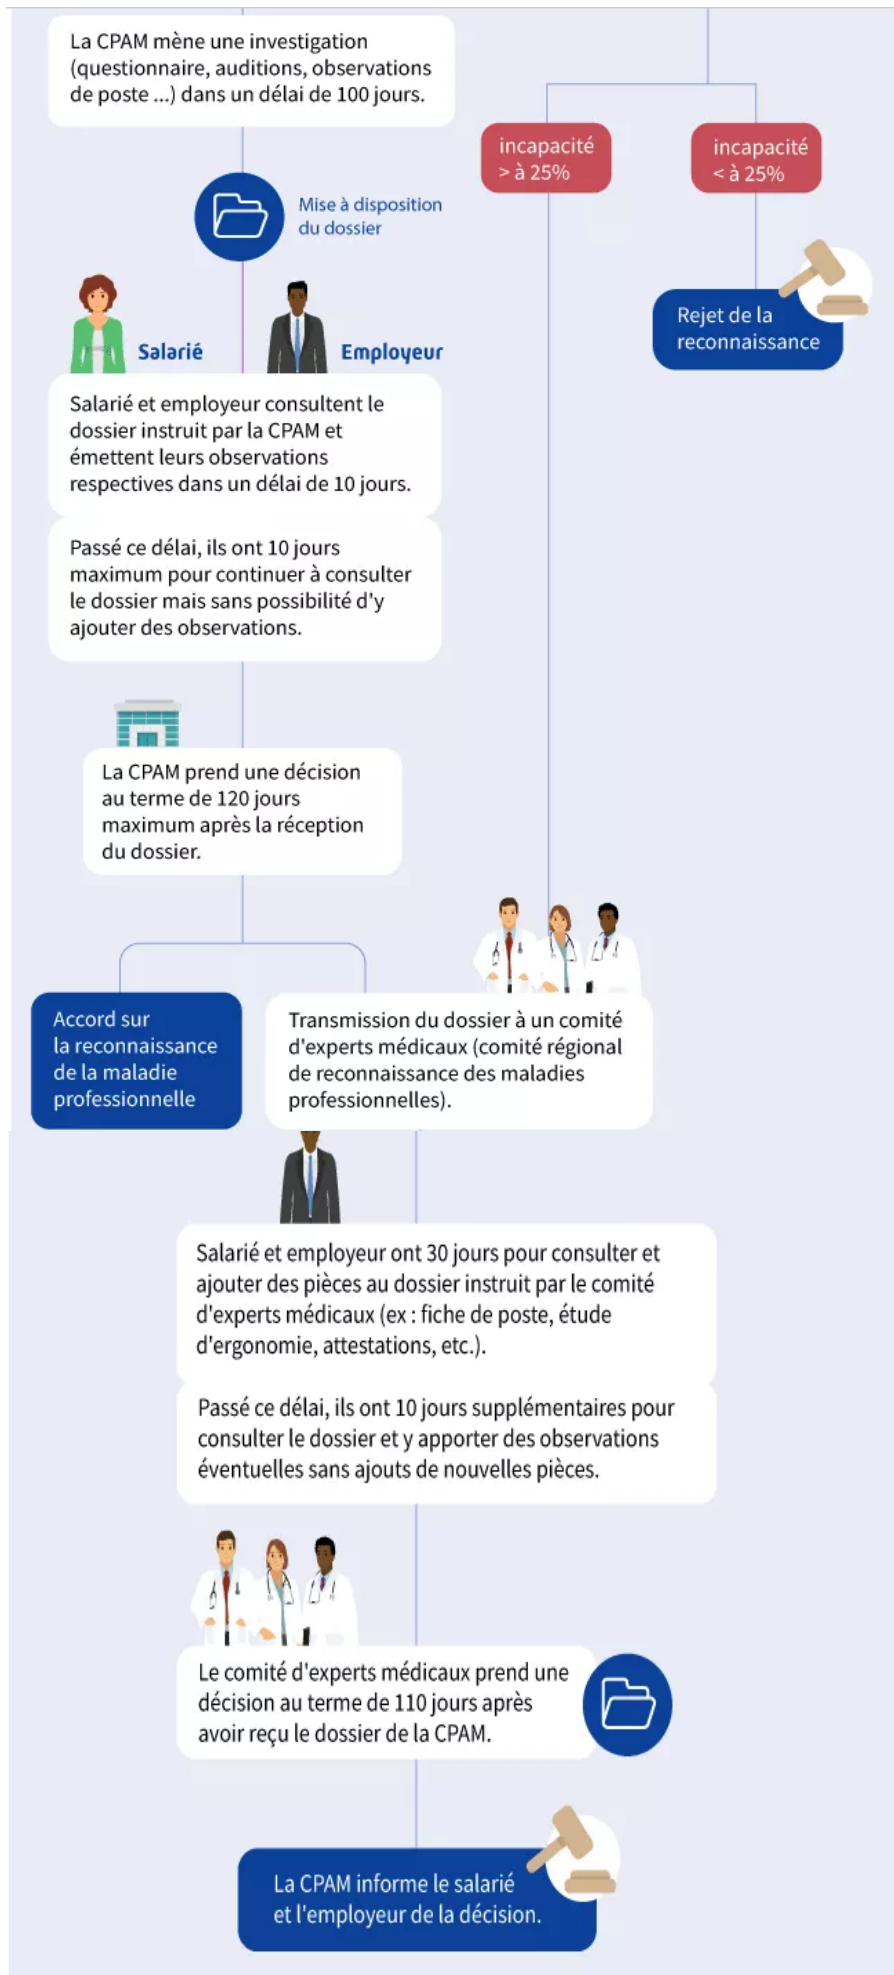 La CPAM mène une investigation
(questionnaire, auditions, observations
de poste ...) dans un délai de 100 jours.
incapacité
> à 25%
incapacité
< à 25%
Mise à disposition
du dossier
Rejet de la
reconnaissance
Salarié
Employeur
Salarié et employeur consultent le
dossier instruit par la CPAM et
émettent leurs observations
respectives dans un délai de 10 jours.
Passé ce délai, ils ont 10 jours
maximum pour continuer à consulter
le dossier mais sans possibilité d'y
ajouter des observations.
La CPAM prend une décision
au terme de 120 jours
maximum après la réception
du dossier.
Accord sur
la reconnaissance
de la maladie
professionnelle
Transmission du dossier à un comité
d'experts médicaux (comité régional
de reconnaissance des maladies
professionnelles).
Salarié et employeur ont 30 jours pour consulter et
ajouter des pièces au dossier instruit par le comité
d'experts médicaux (ex : fiche de poste, étude
d'ergonomie, attestations, etc.).
Passé ce délai, ils ont 10 jours supplémentaires pour
consulter le dossier et y apporter des observations
éventuelles sans ajouts de nouvelles pièces.
Le comité d'experts médicaux prend une
décision au terme de 110 jours après
avoir reçu le dossier de la CPAM.
La CPAM informe le salarié
et l'employeur de la décision.